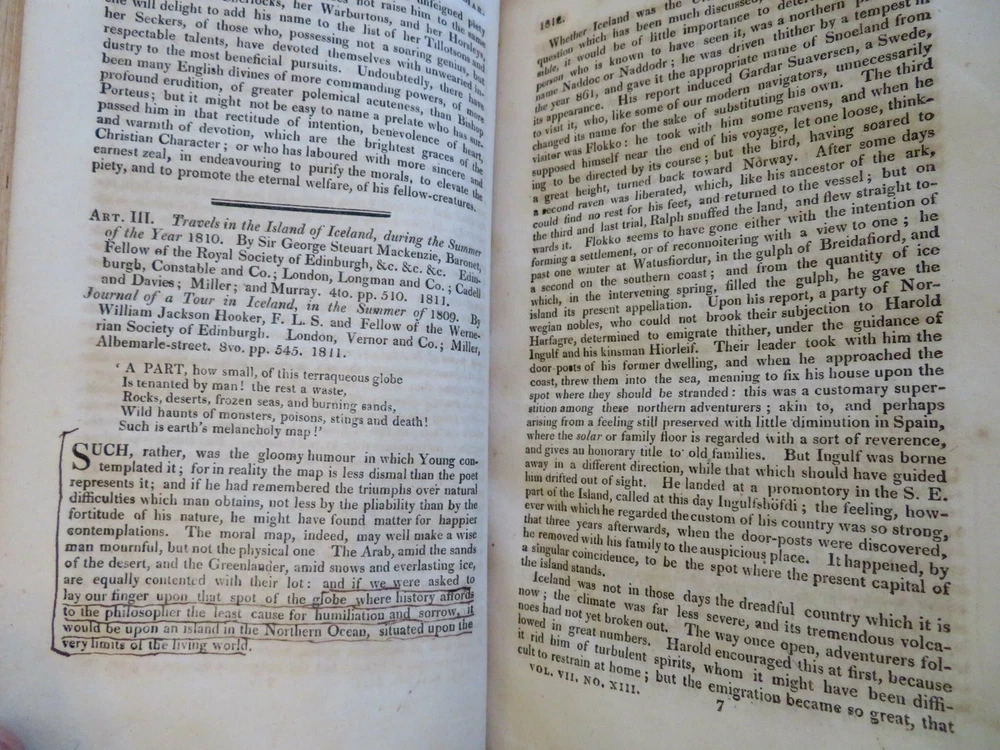 not raise him to the same
one will delight to add his name to the list of her Tillotsons and
her Seckers, of those who, possessing not a soaring genius, but
respectable talents, have devoted themselves with unwearied in-
dustry to the most beneficial pursuits. Undoubtedly, there have
been many English divines of more commanding powers, of more
profound erudition, of greater polemical acuteness, than Bishop
Porteus; but it might not be easy to name a prelate who has sur-
passed him in that rectitude of intention, benevolence of heart,
and warmth of devotion, which are the brightest graces of the
Christian Character; or who has laboured with more sincere and
earnest zeal, in endeavouring to purify the morals, to elevate the
piety, and to promote the eternal welfare, of his fellow-creatures.
ART. III. Travels in the Island of Iceland, during the Summer
of the Year 1810. By Sir George Steuart Mackenzie, Baronet,
Fellow of the Royal Society of Edinburgh, &c. &c. &c. Edin-
burgh, Constable and Co.; London, Longman and Co.; Cadell
and Davies; Miller; and Murray. 4to. pp. 510. 1811.
Journal of a Tour in Iceland, in the Summer of 1809. By
William Jackson Hooker, F. L. S. and Fellow of the Werne-
rian Society of Edinburgh. London, Vernor and Co.; Miller,
Albemarle-street. 8vo. pp. 545. 1811.
‘ A PART, how small, of this terraqueous globe
Is tenanted by man! the rest a waste,
Rocks, deserts, frozen seas, and burning sands,
Wild haunts of monsters, poisons, stings and death!
Such is earth's melancholy map!’
SUCH, rather, was the gloomy humour in which Young con-
templated it; for in reality the map is less dismal than the poet
represents it; and if he had remembered the triumphs over natural
difficulties which man obtains, not less by the pliability than by the
fortitude of his nature, he might have found matter for happier
contemplations. The moral map, indeed, may well make a wise
man mournful, but not the physical one The Arab, amid the sands
of the desert, and the Greenlander, amid snows and everlasting ice,
are equally contented with their lot: and if we were asked to
lay our finger upon that spot of the globe where history affords
to the philosopher the least cause for humiliation and sorrow, it
would be upon an island in the Northern Ocean, situated upon the
very limits of the living world.
1812.
Whether Iceland was the
question which has been much discussed,
able, it would be of little importance to
person who is known to have seen it, was a northern
name Naddoc or Naddodr; he was driven thither by a tempest in
the year 861, and gave it the appropriate name of Snoeland from
its appearance. His report induced Gardar Suaversen, a Swede,
to visit it, who, like some of our modern navigators, unnecessarily
changed its name for the sake of substituting his own. The third
visitor was Flokko: he took with him some ravens, and when he
supposed himself near the end of his voyage, let one loose, think-
ing to be directed by its course; but the bird, having soared to
a great height, turned back toward Norway. After some days
a second raven was liberated, which, like his ancestor of the ark,
could find no rest for his feet, and returned to the vessel; but on
the third and last trial, Ralph snuffed the land, and flew straight to-
wards it. Flokko seems to have gone either with the intention of
forming a settlement, or of reconnoitering with a view to one; he
past one winter at Watusfiordur, in the gulph of Breidafiord, and
a second on the southern coast; and from the quantity of ice
which, in the intervening spring, filled the gulph, he gave the
island its present appellation. Upon his report, a party of Nor-
wegian nobles, who could not brook their subjection to Harold
Harfagre, determined to emigrate thither, under the guidance of
Ingulf and his kinsman Hiorleif. Their leader took with him the
door-posts of his former dwelling, and when he approached the
coast, threw them into the sea, meaning to fix his house upon the
spot where they should be stranded: this was a customary super-
stition among these northern adventurers; akin to, and perhaps
arising from a feeling still preserved with little diminution in Spain,
where the solar or family floor is regarded with a sort of reverence,
and gives an honorary title to old families. But Ingulf was borne
away in a different direction, while that which should have guided
him drifted out of sight. He landed at a promontory in the S. E.
part of the Island, called at this day Ingulfshöfdi; the feeling, how-
ever with which he regarded the custom of his country was so strong,
that three years afterwards, when the door-posts were discovered,
he removed with his family to the auspicious place. It happened, by
a singular coincidence, to be the spot where the present capital of
the island stands.
Iceland was not in those days the dreadful country which it is
now; the climate was far less severe, and its tremendous volca-
noes had not yet broken out. The way once open, adventurers fol-
lowed in great numbers. Harold encouraged this at first, because
it rid him of turbulent spirits, whom it might have been diffi-
cult to restrain at home; but the emigration became so great, that
VOL. VII. NO. XIII.
7